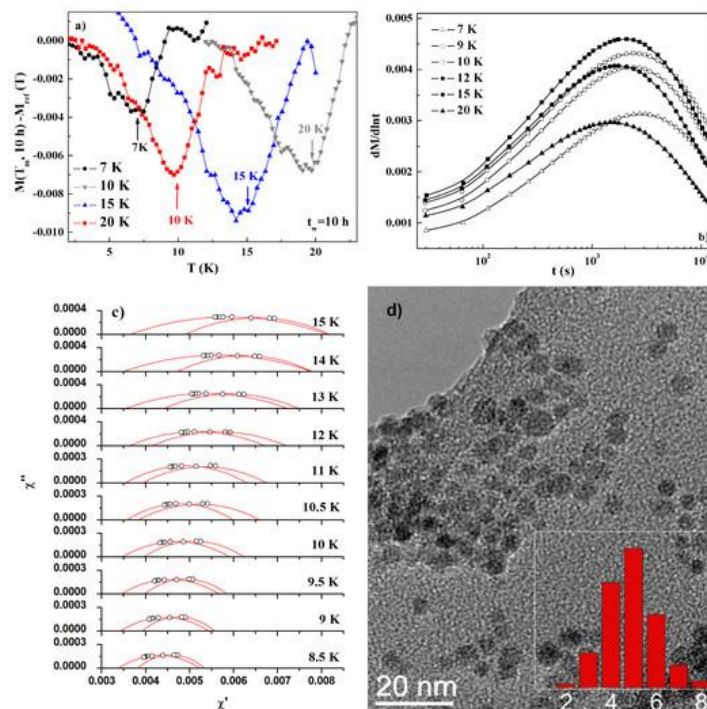 a)
0.000
-0.002
-0.004
-0.006
-0.008
-0.010
M(T_w, 10 h) -M_ref (T)
7K
10 K
15 K
20 K
7 K
10 K
15 K
20 K
t_w=10 h
5 10 15 20
T (K)
0.005
0.004
0.003
0.002
0.001
dM/dlnt
7 K
9 K
10 K
12 K
15 K
20 K
b)
10² 10³ 10
t (s)
c)
0.0004
0.0000
15 K
0.0004
0.0000
14 K
0.0004
0.0000
13 K
0.0004
0.0000
12 K
0.0003
0.0000
11 K
0.0003
0.0000
10.5 K
0.0003
0.0000
10 K
0.0003
0.0000
9.5 K
0.0003
0.0000
9 K
0.0003
0.0000
8.5 K
χ''
0.003 0.004 0.005 0.006 0.007 0.008
χ'
d)
20 nm
2 4 6 8